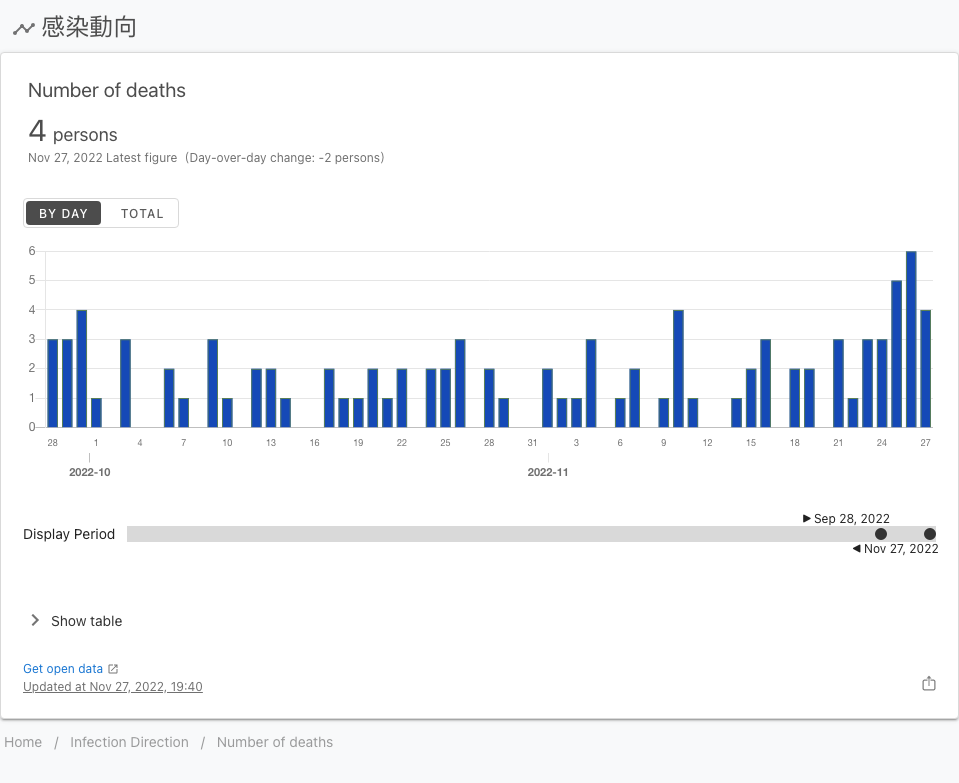 感染動向
Number of deaths
4 persons
Nov 27, 2022 Latest figure (Day-over-day change: -2 persons)
BY DAY TOTAL
6
5
4
3
2
1
0
28 1 4 7 10 13 16 19 22 25 28 31 3 6 9 12 15 18 21 24 27
2022-10 2022-11
Sep 28, 2022
Display Period
Nov 27, 2022
Show table
Get open data
Updated at Nov 27, 2022, 19:40
Home / Infection Direction / Number of deaths